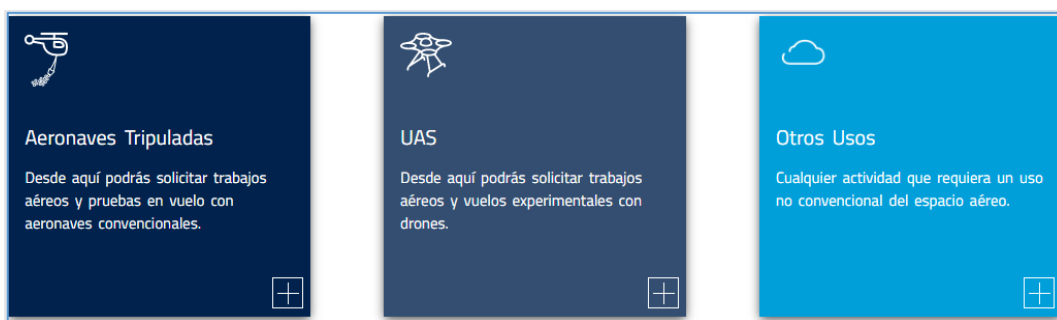 Aeronaves Tripuladas
Desde aquí podrás solicitar trabajos
aéreos y pruebas en vuelo con
aeronaves convencionales.
UAS
Desde aquí podrás solicitar trabajos
aéreos y vuelos experimentales con
drones.
Otros Usos
Cualquier actividad que requiera un uso
no convencional del espacio aéreo.